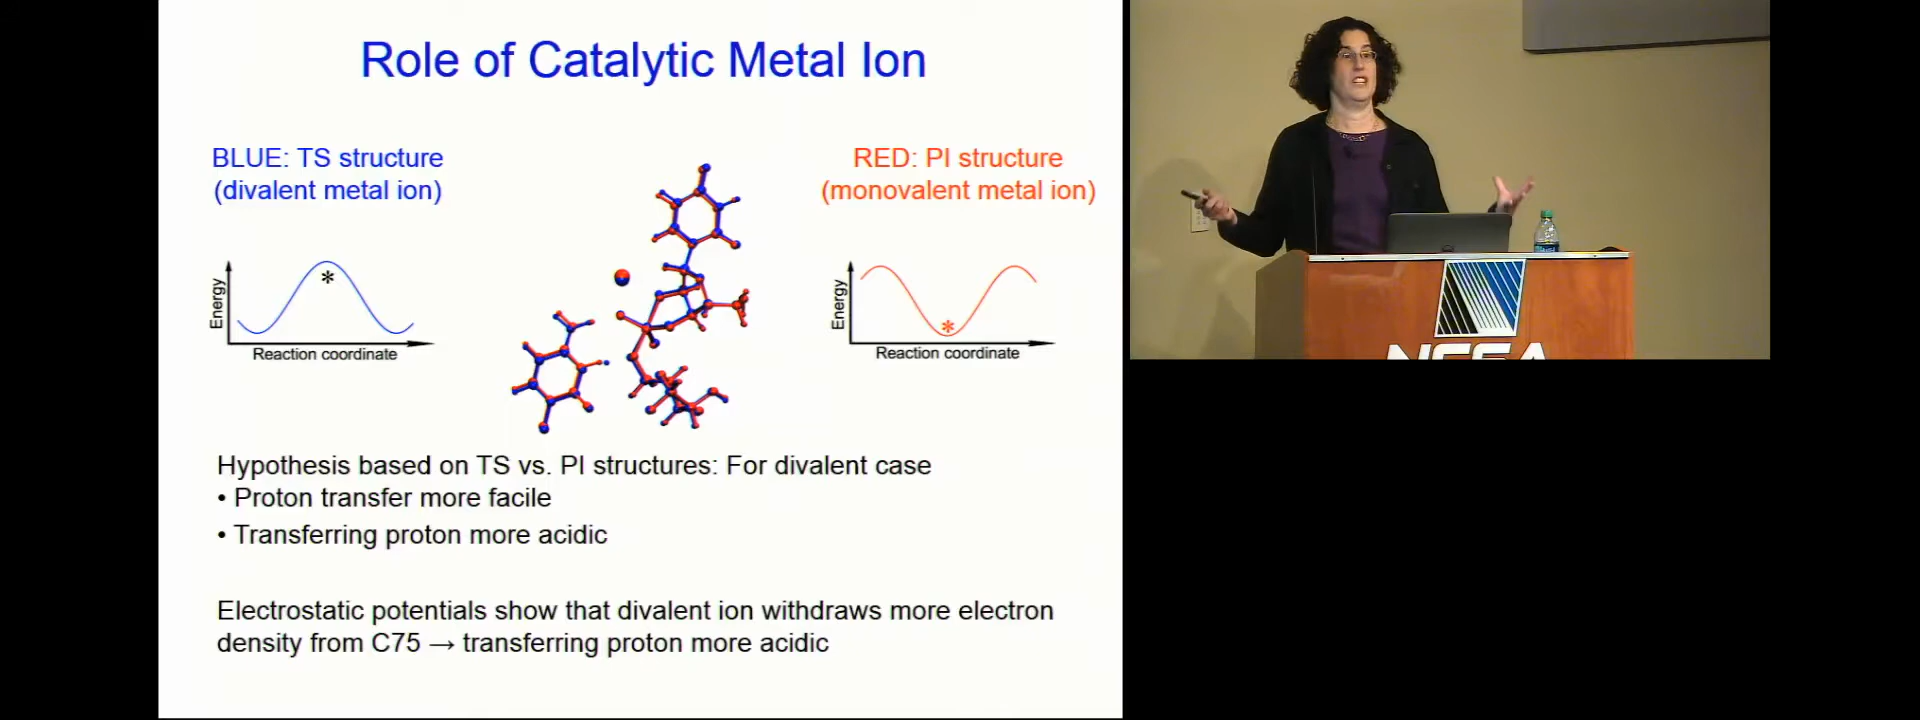 Role of Catalytic Metal Ion
BLUE: TS structure
(divalent metal ion)
RED: PI structure
(monovalent metal ion)
Energy
*
Reaction coordinate
Energy
*
Reaction coordinate
Hypothesis based on TS vs. PI structures: For divalent case
• Proton transfer more facile
• Transferring proton more acidic
Electrostatic potentials show that divalent ion withdraws more electron
density from C75 → transferring proton more acidic
NCSA